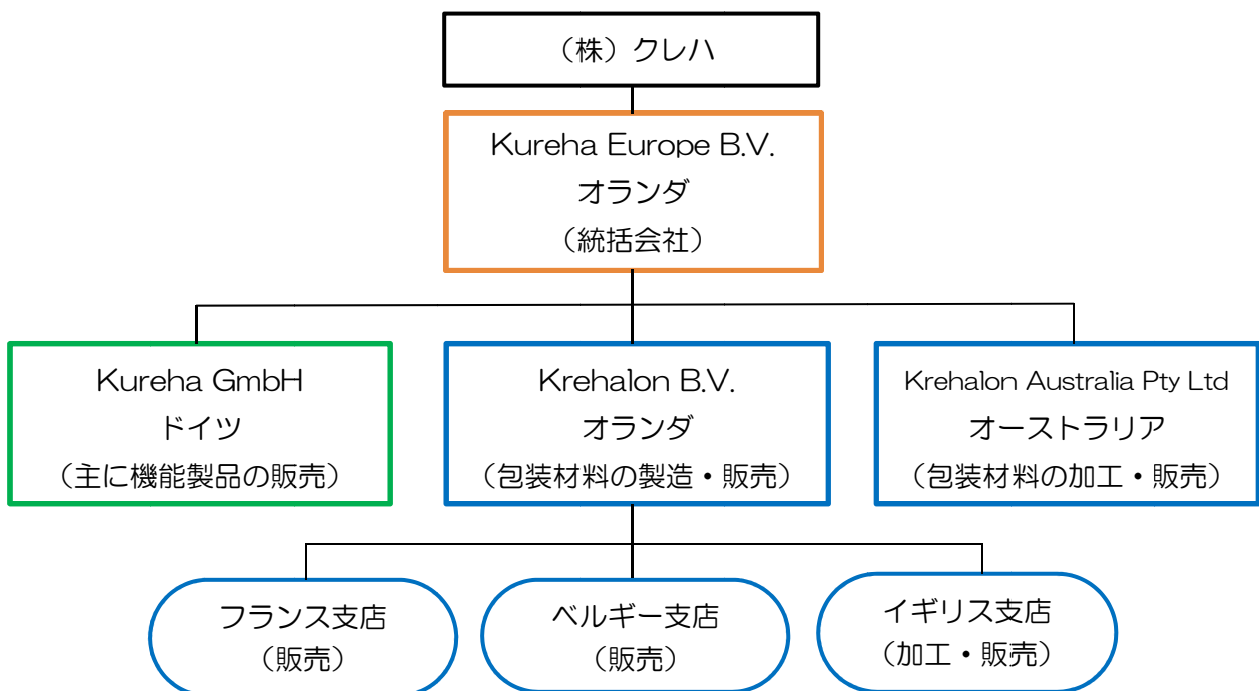 （株）クレハ
Kureha Europe B.V.
オランダ
（統括会社）
Kureha GmbH
ドイツ
（主に機能製品の販売）
Krehalon B.V.
オランダ
（包装材料の製造・販売）
Krehalon Australia Pty Ltd
オーストラリア
（包装材料の加工・販売）
フランス支店
（販売）
ベルギー支店
（販売）
イギリス支店
（加工・販売）